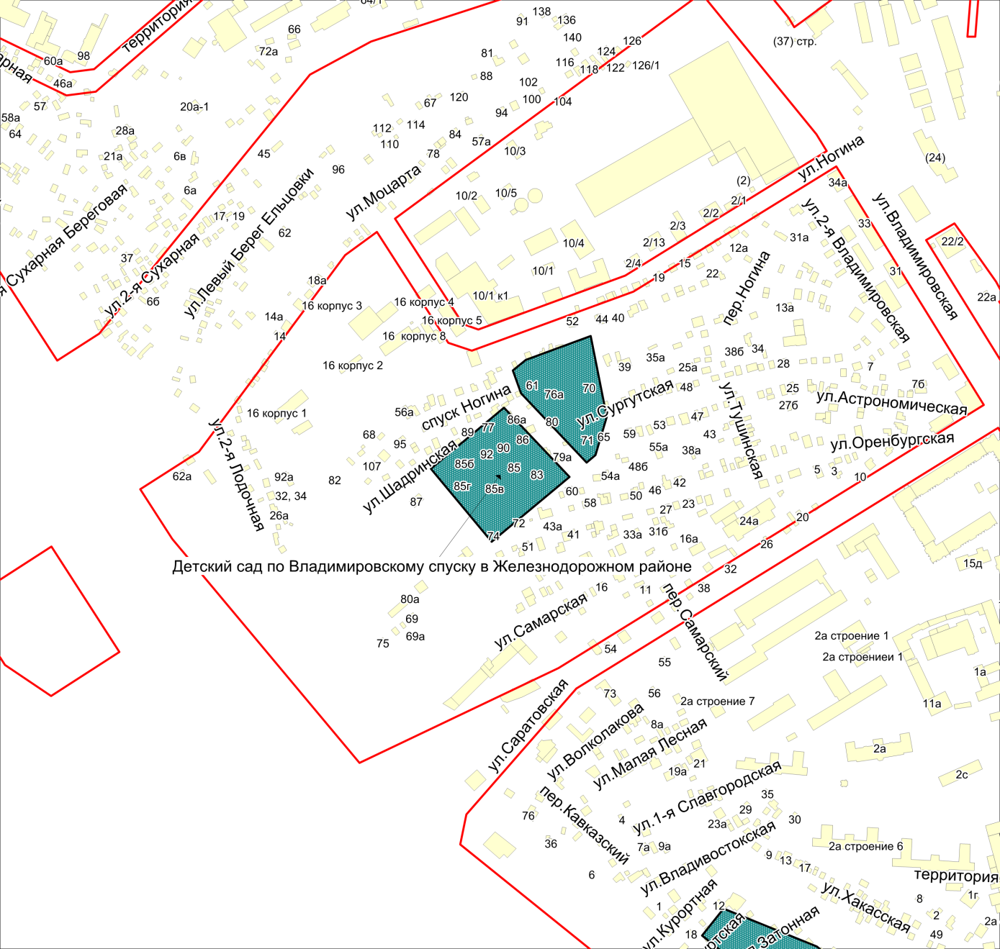 64/1
138
91
136
66
территория
140
72а
126
(37) стр.
98
81
124
60а
116
118
122
126/1
88
46а
102
120
100
104
67
57
20а-1
94
58а
114
112
28а
64
84
57а
110
ул.Ногина
45
78
10/3
21а
6в
(24)
96
(2)
34а
ул.Моцарта
6а
10/2
10/5
2/1
ул.Левый Берег Ельцовки
17, 19
2/2
ул.2-я Владимировская
ул.Владимировская
33
2/3
62
31а
Сухарная Береговая
2/13
10/4
22/2
12а
37
2/4
15
10/1
31
ул.2-я Сухарная
22
19
18а
пер.Ногина
10/1 к1
22а
66
16 корпус 4
16 корпус 3
13а
14а
16 корпус 5
52
44
40
14
16 корпус 8
38б
34
35а
16 корпус 2
39
25а
28
7
61
70
76а
48
25
7б
ул.Сургутская
ул.Астрономическая
спуск Ногина
27б
56а
16 корпус 1
86а
80
47
ул.Тушинская
77
53
89
59
43
68
65
86
71
95
ул.Оренбургская
90
55а
38а
92
79а
85б
107
48б
85
5
3
ул.2-я Лодочная
62а
92а
82
83
54а
10
ул.Шадринская
42
85г
85в
60
46
32, 34
50
87
58
23
27
26а
72
20
24а
43а
74
41
33а
31б
16а
51
26
Детский сад по Владимировскому спуску в Железнодорожном районе
32
15д
16
11
38
80а
ул.Самарская
пер.Самарский
69
69а
2а строение 1
75
54
2а строениеи 1
55
1а
73
56
2а строение 7
11а
ул.Саратовская
8а
ул.Волколакова
ул.Малая Лесная
2а
21
19а
2с
ул.1-я Славгородская
35
пер.Кавказский
29
76
4
23а
30
36
7а
9а
2а строение 6
9
13
17
ул.Владивостокская
6
территория
ул.Хакасская
1г
8
1
12
ул.Курортная
2
2а
18
49
Затонная